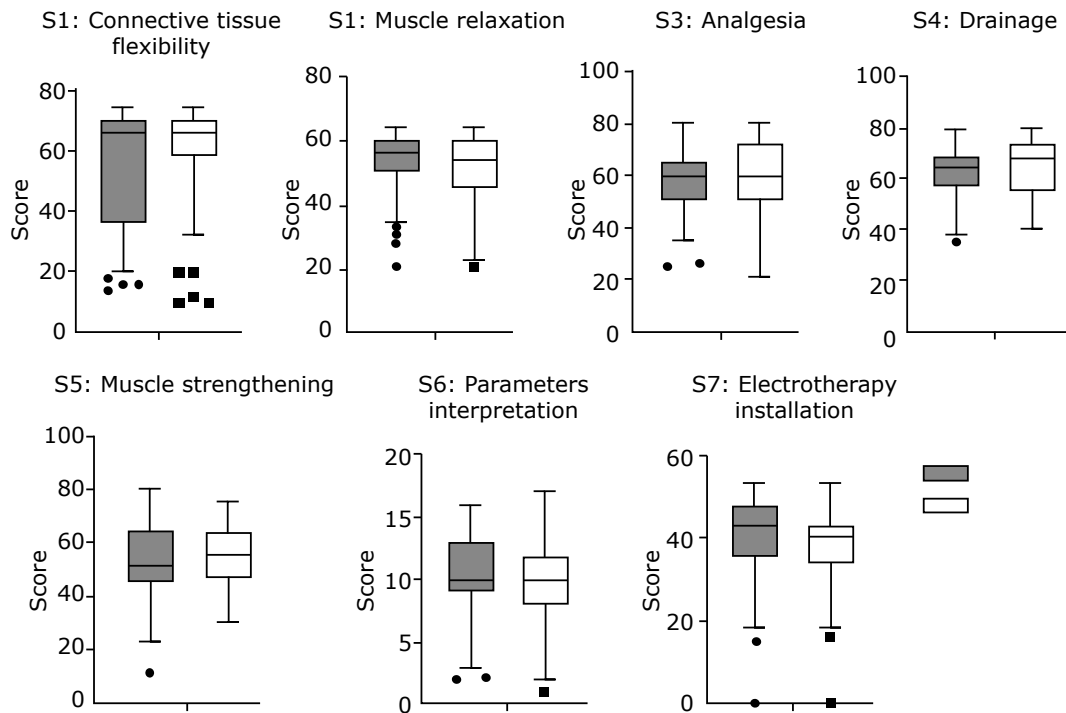 S1: Connective tissue
flexibility
S1: Muscle relaxation
S3: Analgesia
S4: Drainage
Score
80
60
40
20
0
Score
80
60
40
20
0
Score
100
80
60
40
20
0
Score
100
80
60
40
20
0
S5: Muscle strengthening
S6: Parameters
interpretation
S7: Electrotherapy
installation
Score
100
80
60
40
20
0
Score
20
15
10
5
0
Score
60
40
20
0